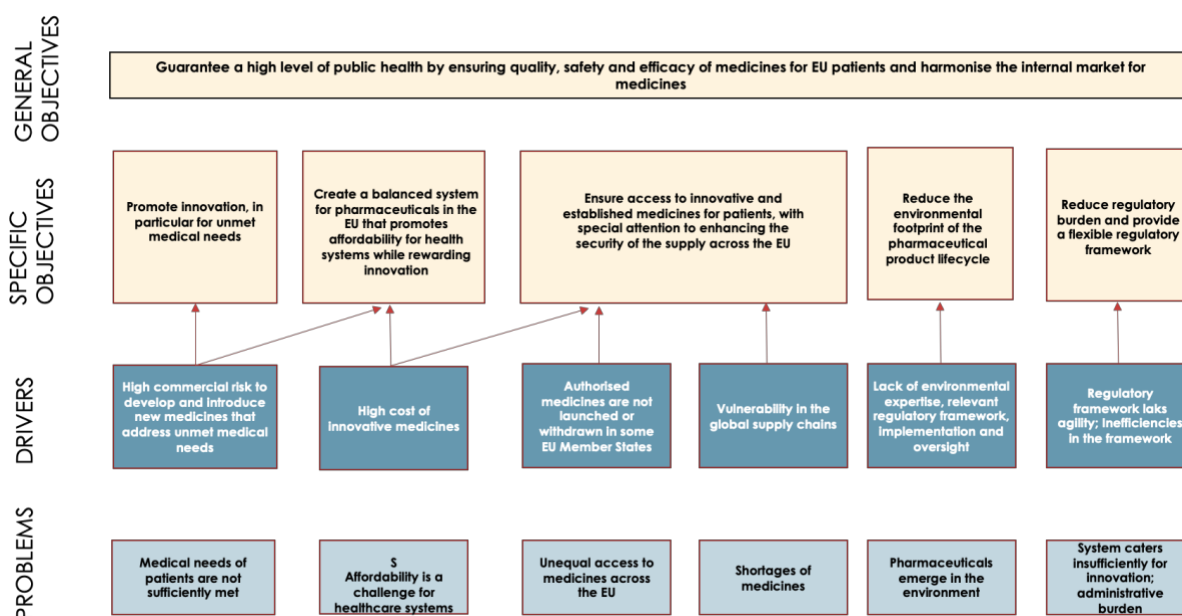 GENERAL
OBJECTIVES
Guarantee a high level of public health by ensuring quality, safety and efficacy of medicines for EU patients and harmonise the internal market for
medicines
SPECIFIC
OBJECTIVES
Promote innovation, in
particular for unmet
medical needs
Create a balanced system
for pharmaceuticals in the
EU that promotes
affordability for health
systems while rewarding
innovation
Ensure access to innovative and
established medicines for patients, with
special attention to enhancing the
security of the supply across the EU
Reduce the
environmental
footprint of the
pharmaceutical
product lifecycle
Reduce regulatory
burden and provide
a flexible regulatory
framework
DRIVERS
High commercial risk to
develop and introduce
new medicines that
address unmet medical
needs
High cost of
innovative medicines
Authorised
medicines are not
launched or
withdrawn in some
EU Member States
Vulnerability in the
global supply chains
Lack of environmental
expertise, relevant
regulatory framework,
implementation and
oversight
Regulatory
framework laks
agility; Inefficiencies
in the framework
PROBLEMS
Medical needs of
patients are not
sufficiently met
S
Affordability is a
challenge for
healthcare systems
Unequal access to
medicines across
the EU
Shortages of
medicines
Pharmaceuticals
emerge in the
environment
System caters
insufficiently for
innovation;
administrative
burden